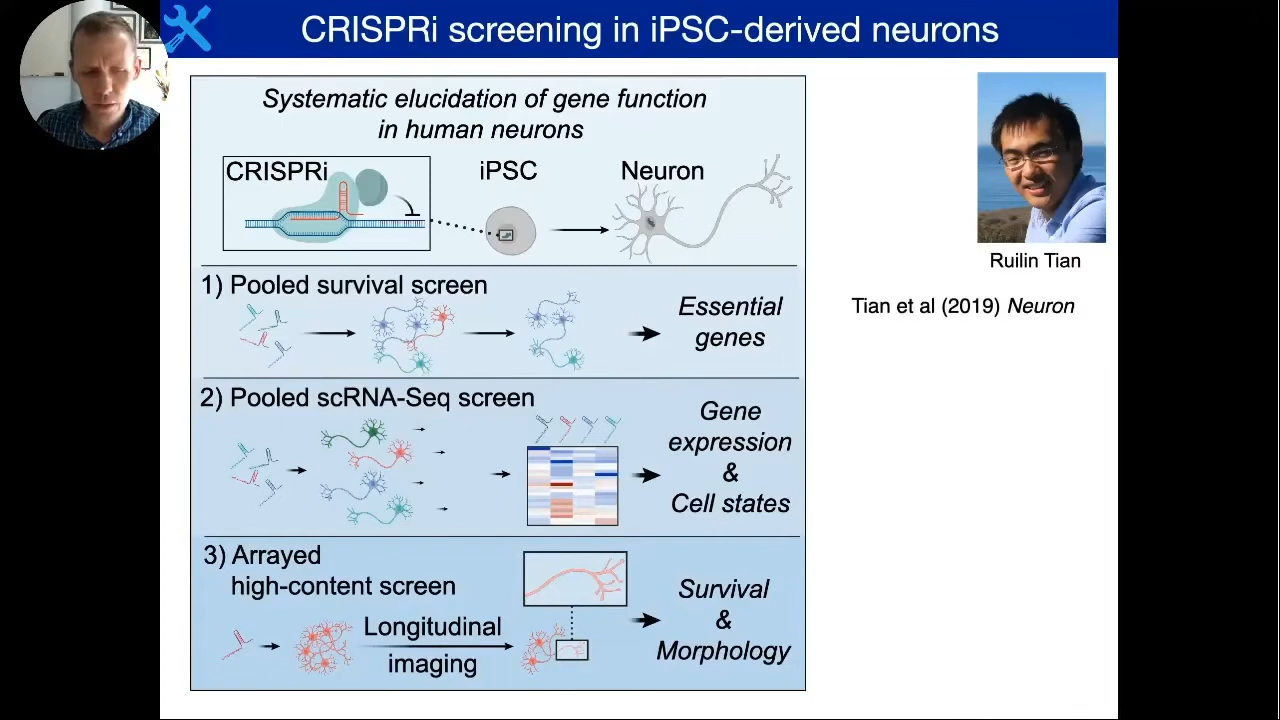 CRISPRi screening in iPSC-derived neurons
Systematic elucidation of gene function
in human neurons
CRISPRi
iPSC
Neuron
1) Pooled survival screen
Essential
genes
2) Pooled scRNA-Seq screen
Gene
expression
&
Cell states
3) Arrayed
high-content screen
Longitudinal
imaging
Survival
&
Morphology
Ruilin Tian
Tian et al (2019) Neuron